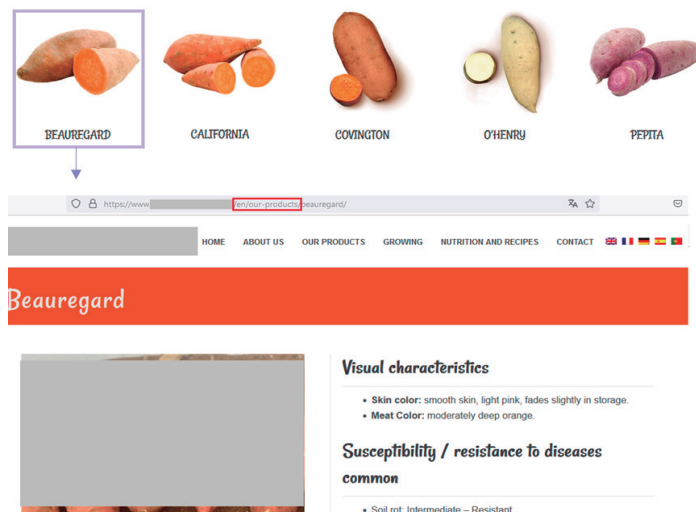 BEAUREGARD
CALIFORNIA
COVINGTON
O'HENRY
PEPITA
https://www /en/our-products/beauregard/
HOME ABOUT US OUR PRODUCTS GROWING NUTRITION AND RECIPES CONTACT
Beauregard
Visual characteristics
• Skin color: smooth skin, light pink, fades slightly in storage.
• Meat Color: moderately deep orange.
Susceptibility / resistance to diseases
common
• Soil rot: Intermediate – Resistant